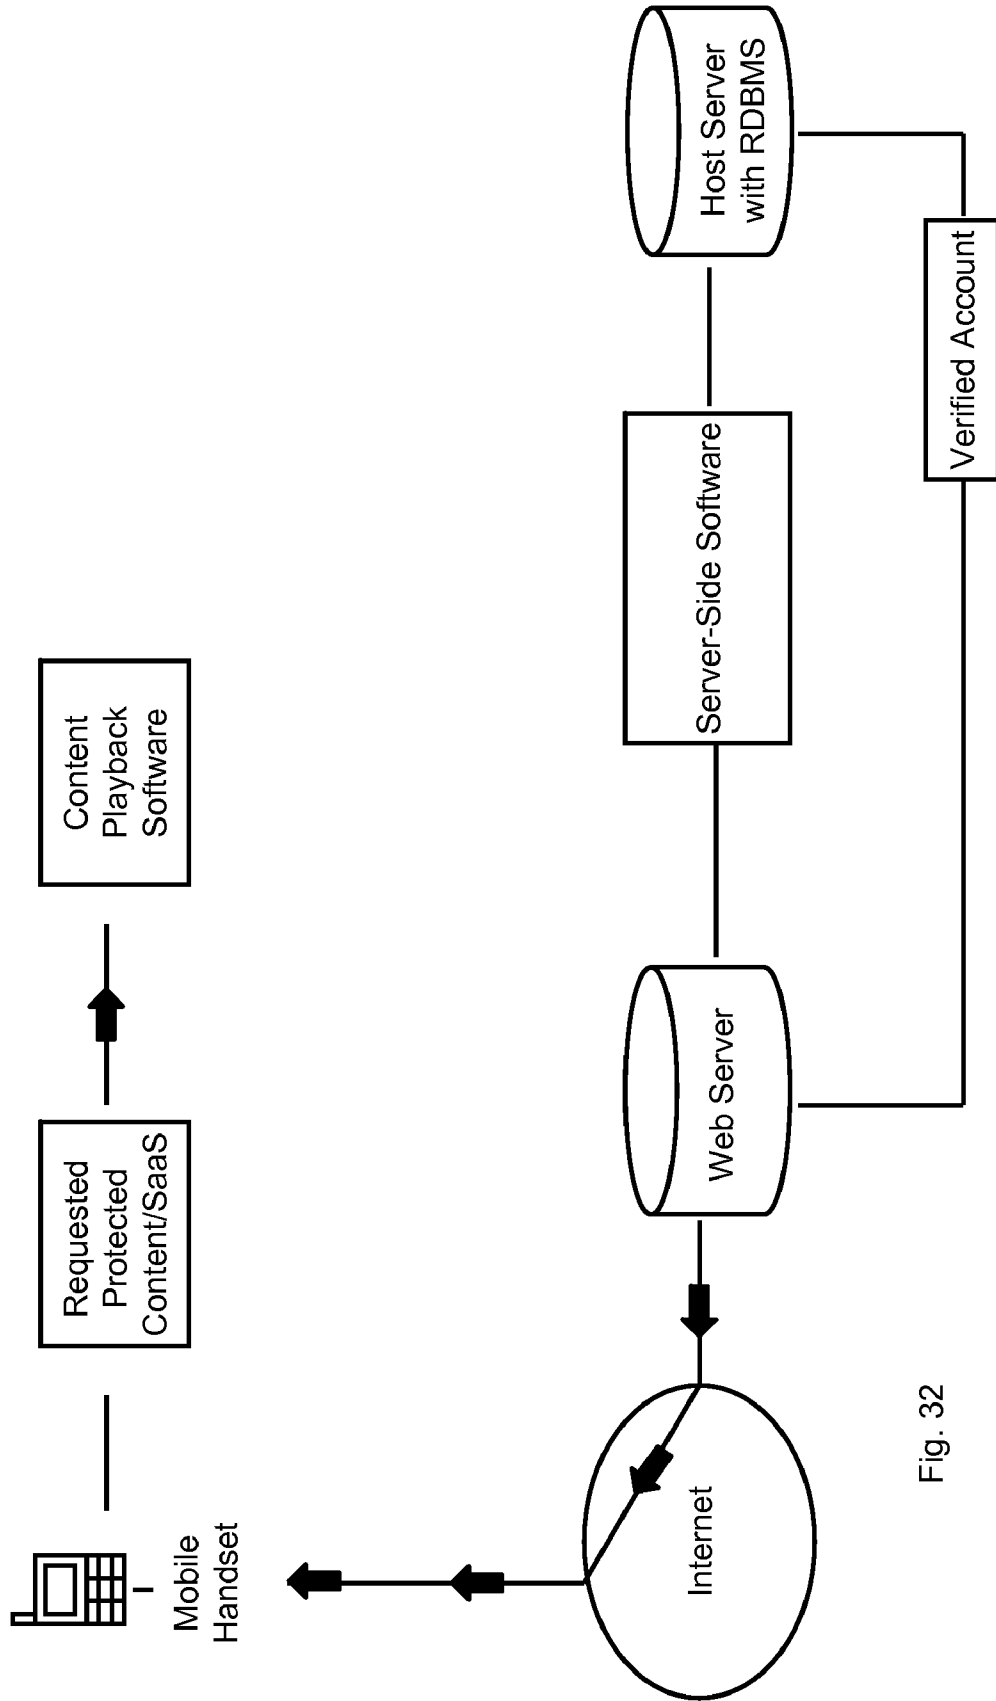 Mobile
Handset
Requested
Protected
Content/SaaS
Content
Playback
Software
Internet
Web Server
Server-Side Software
Host Server
with RDBMS
Verified Account
Fig. 32